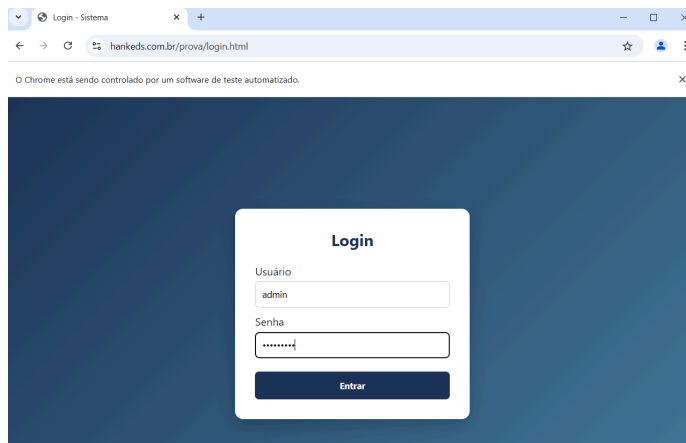 Login - Sistema
hankeds.com.br/prova/login.html
O Chrome está sendo controlado por um software de teste automatizado.
Login
Usuário
admin
Senha
•••••••••
Entrar